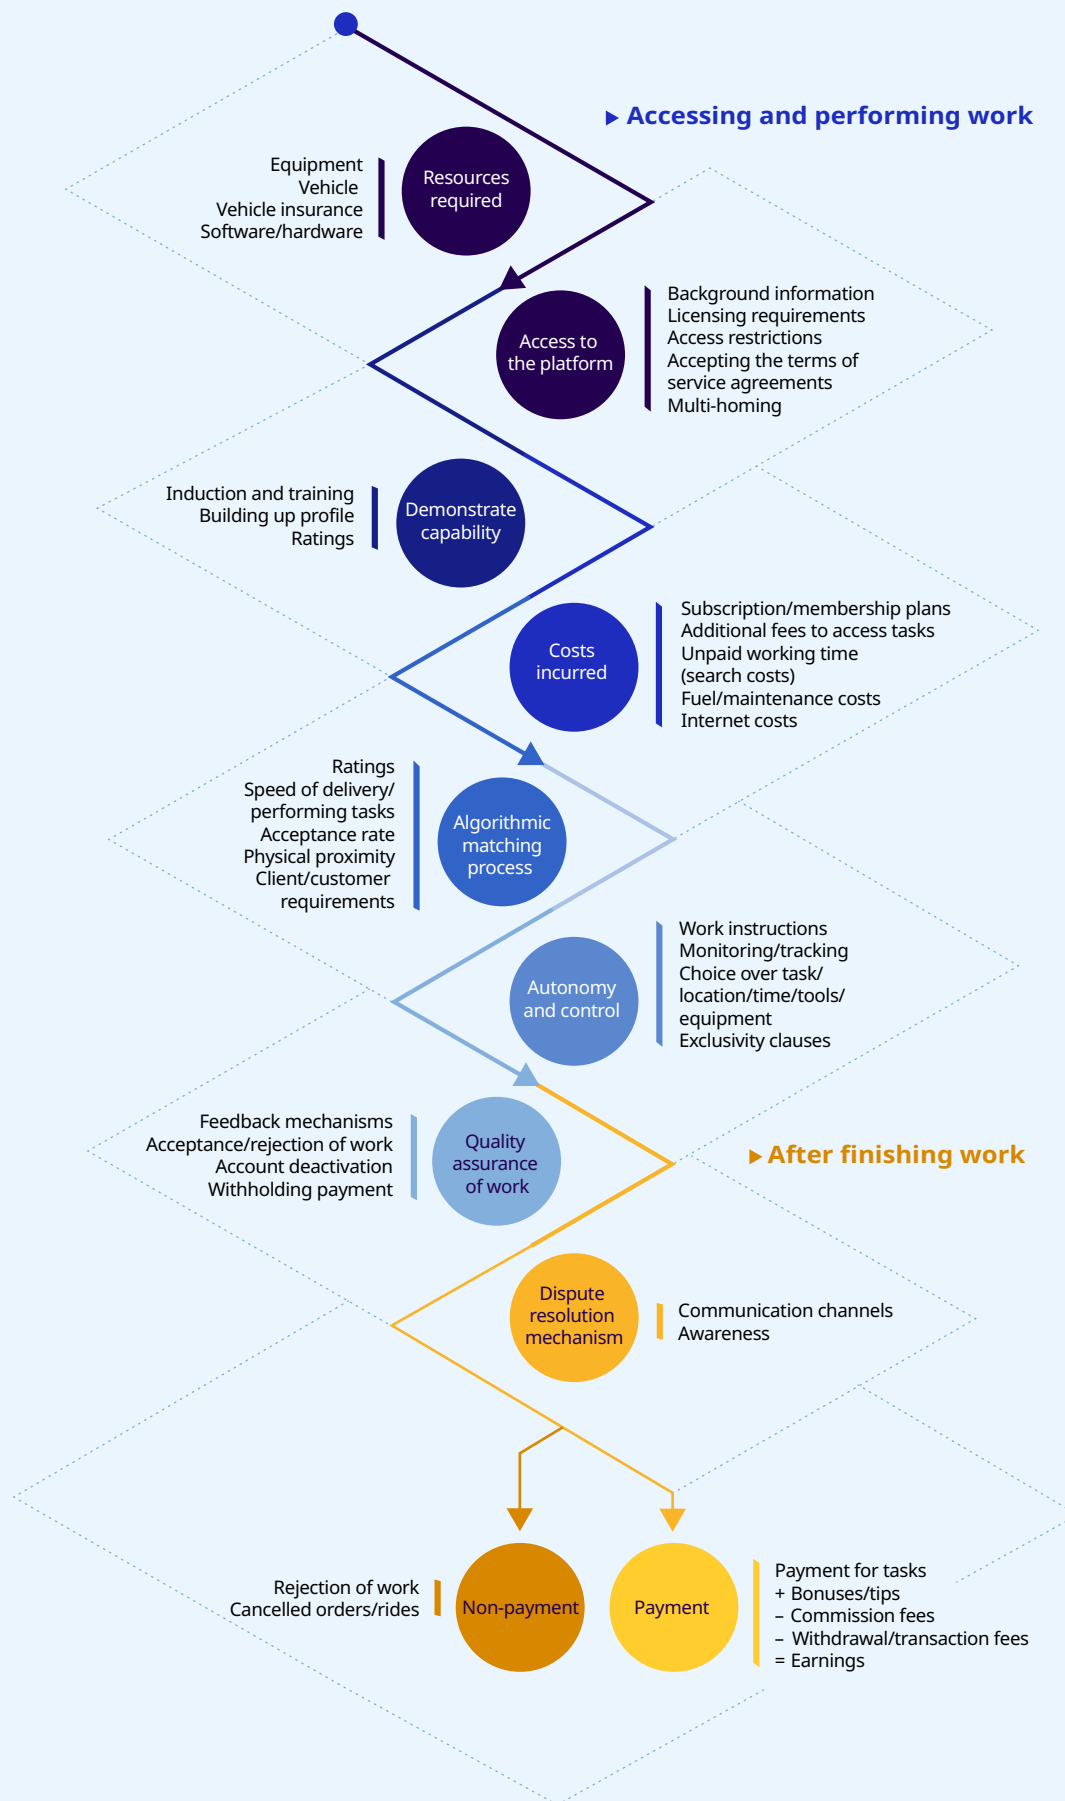 ▶ Accessing and performing work
Equipment
Vehicle
Vehicle insurance
Software/hardware
Resources
required
Access to
the platform
Background information
Licensing requirements
Access restrictions
Accepting the terms of
service agreements
Multi-homing
Induction and training
Building up profile
Ratings
Demonstrate
capability
Costs
incurred
Subscription/membership plans
Additional fees to access tasks
Unpaid working time
(search costs)
Fuel/maintenance costs
Internet costs
Ratings
Speed of delivery/
performing tasks
Acceptance rate
Physical proximity
Client/customer
requirements
Algorithmic
matching
process
Autonomy
and control
Work instructions
Monitoring/tracking
Choice over task/
location/time/tools/
equipment
Exclusivity clauses
Feedback mechanisms
Acceptance/rejection of work
Account deactivation
Withholding payment
Quality
assurance
of work
▶ After finishing work
Dispute
resolution
mechanism
Communication channels
Awareness
Rejection of work
Cancelled orders/rides
Non-payment
Payment
Payment for tasks
+ Bonuses/tips
– Commission fees
– Withdrawal/transaction fees
= Earnings